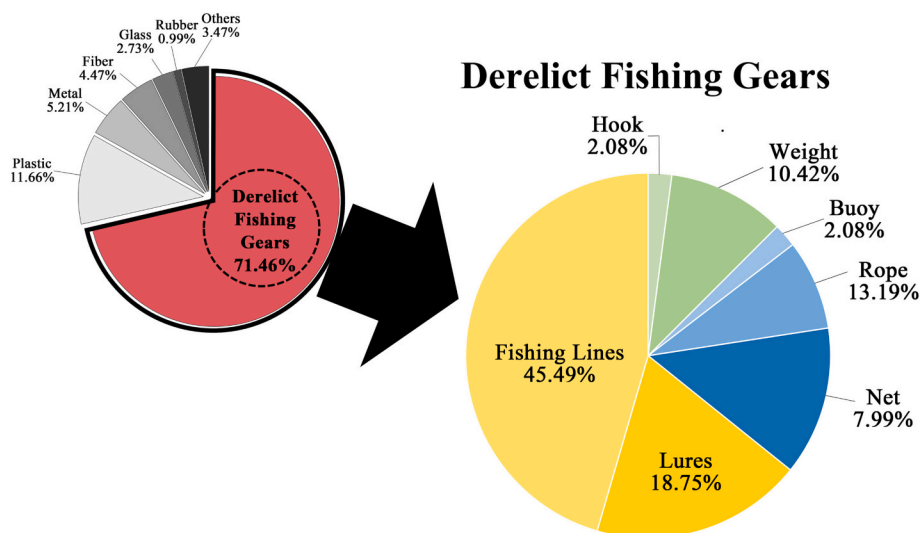 Rubber
0.99%
Others
3.47%
Glass
2.73%
Fiber
4.47%
Metal
5.21%
Plastic
11.66%
Derelict
Fishing
Gears
71.46%
Derelict Fishing Gears
Hook
2.08%
Weight
10.42%
Buoy
2.08%
Rope
13.19%
Net
7.99%
Lures
18.75%
Fishing Lines
45.49%